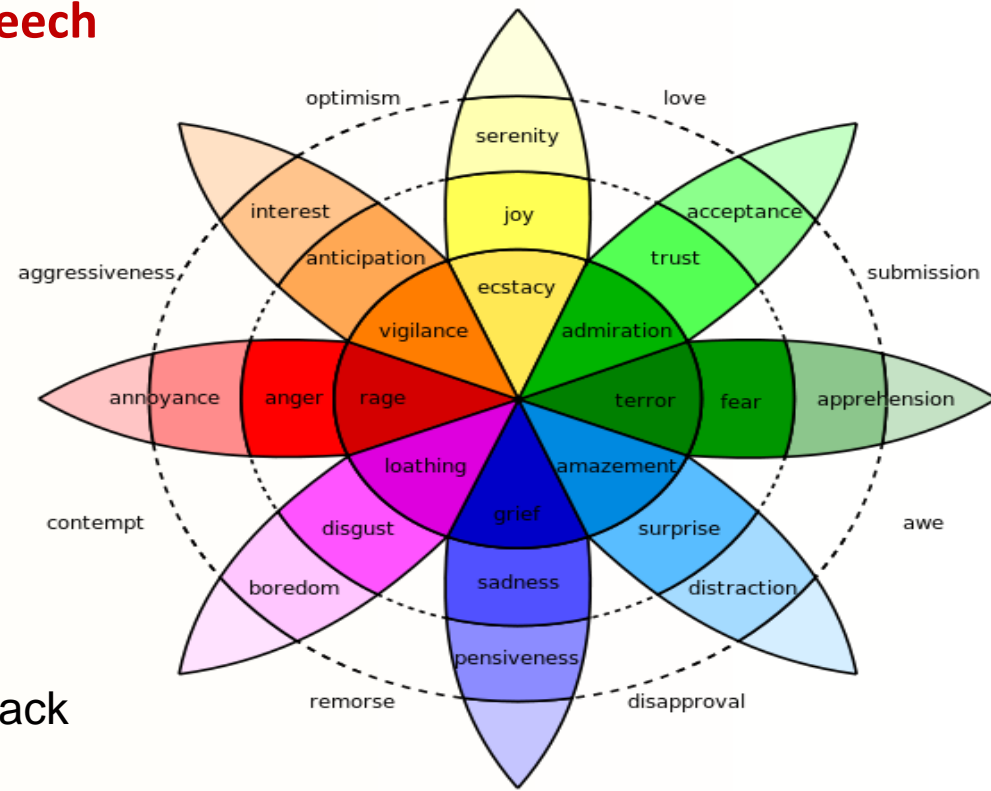 eech
optimism
love
serenity
interest
acceptance
joy
anticipation
trust
aggressiveness
submission
ecstacy
vigilance
admiration
annoyance
anger
rage
terror
fear
apprehension
loathing
amazement
contempt
grief
awe
disgust
surprise
boredom
sadness
distraction
pensiveness
remorse
disapproval
ack